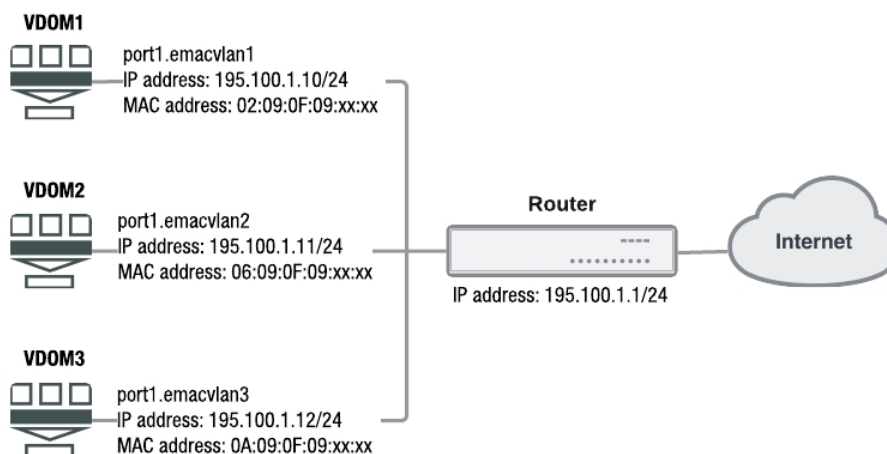 VDOM1
port1.emacvlan1
IP address: 195.100.1.10/24
MAC address: 02:09:0F:09:xx:xx
VDOM2
port1.emacvlan2
IP address: 195.100.1.11/24
MAC address: 06:09:0F:09:xx:xx
Router
IP address: 195.100.1.1/24
Internet
VDOM3
port1.emacvlan3
IP address: 195.100.1.12/24
MAC address: 0A:09:0F:09:xx:xx